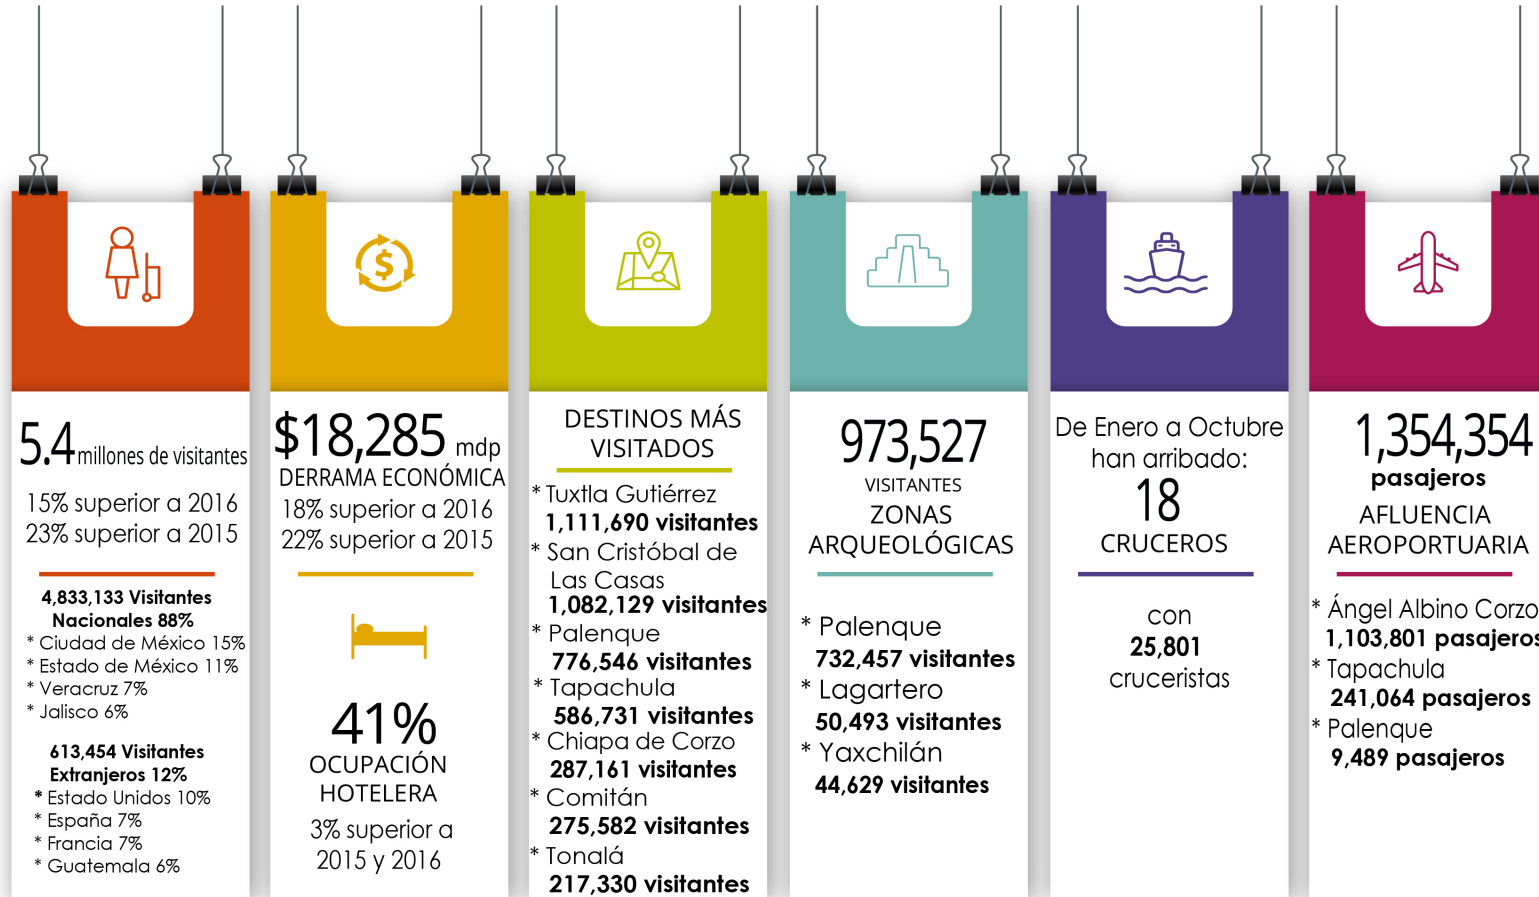 5.4 millones de visitantes
15% superior a 2016
23% superior a 2015
4,833,133 Visitantes
Nacionales 88%
* Ciudad de México 15%
* Estado de México 11%
* Veracruz 7%
* Jalisco 6%
613,454 Visitantes
Extranjeros 12%
* Estado Unidos 10%
* España 7%
* Francia 7%
* Guatemala 6%
$18,285 mdp
DERRAMA ECONÓMICA
18% superior a 2016
22% superior a 2015
41%
OCUPACIÓN
HOTELERA
3% superior a
2015 y 2016
DESTINOS MÁS
VISITADOS
* Tuxtla Gutiérrez
1,111,690 visitantes
* San Cristóbal de
Las Casas
1,082,129 visitantes
* Palenque
776,546 visitantes
* Tapachula
586,731 visitantes
* Chiapa de Corzo
287,161 visitantes
* Comitán
275,582 visitantes
* Tonalá
217,330 visitantes
973,527
VISITANTES
ZONAS
ARQUEOLÓGICAS
* Palenque
732,457 visitantes
* Lagartero
50,493 visitantes
* Yaxchilán
44,629 visitantes
De Enero a Octubre
han arribado:
18
CRUCEROS
con
25,801
cruceristas
1,354,354
pasajeros
AFLUENCIA
AEROPORTUARIA
* Ángel Albino Corzo
1,103,801 pasajeros
* Tapachula
241,064 pasajeros
* Palenque
9,489 pasajeros